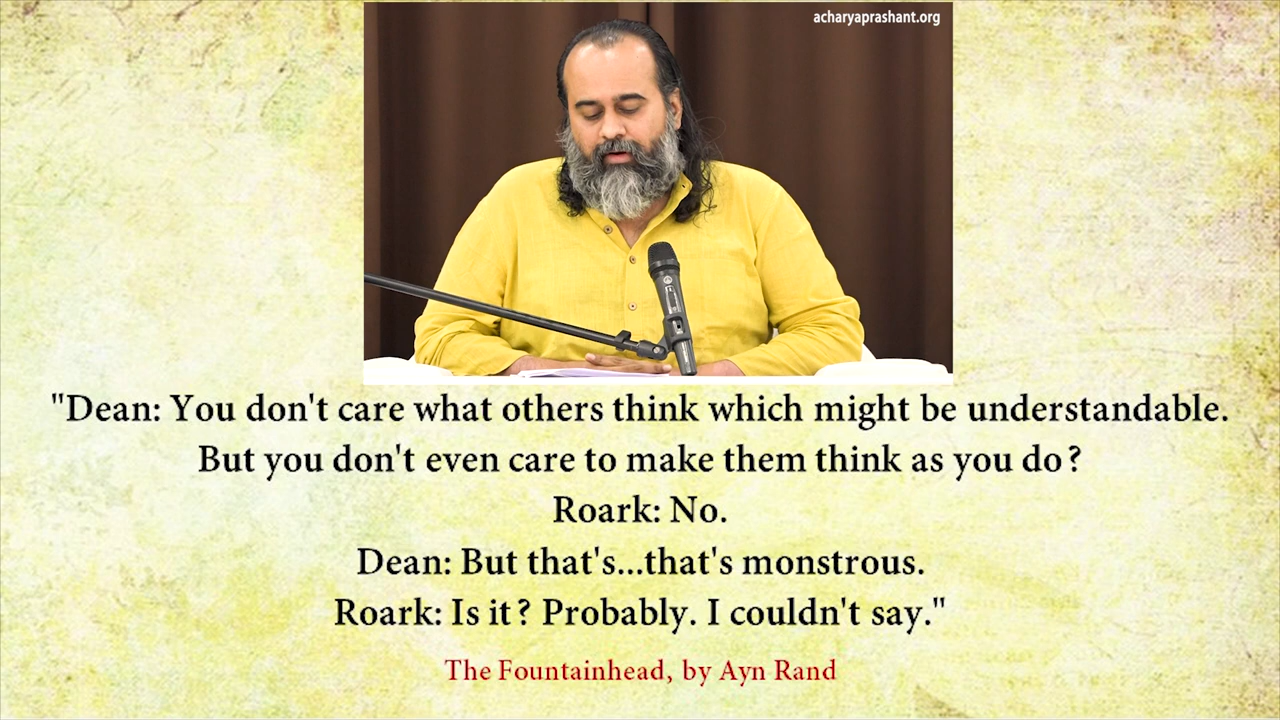 acharyaprashant.org
"Dean: You don't care what others think which might be understandable.
But you don't even care to make them think as you do?
Roark: No.
Dean: But that's...that's monstrous.
Roark: Is it? Probably. I couldn't say."
The Fountainhead, by Ayn Rand